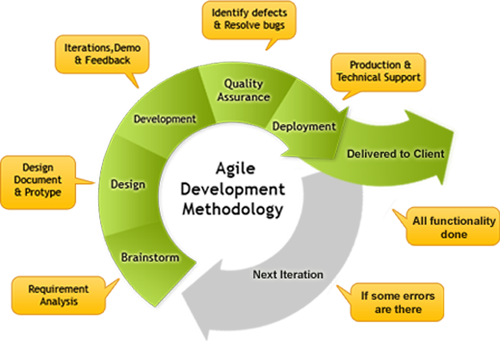 Identify defects
& Resolve bugs
Iterations,Demo
& Feedback
Production &
Technical Support
Quality
Assurance
Development
Deployment
Delivered to Client
Design
Document
& Protype
Design
Agile
Development
Methodology
All functionality
done
Brainstorm
Next Iteration
Requirement
Analysis
If some errors
are there